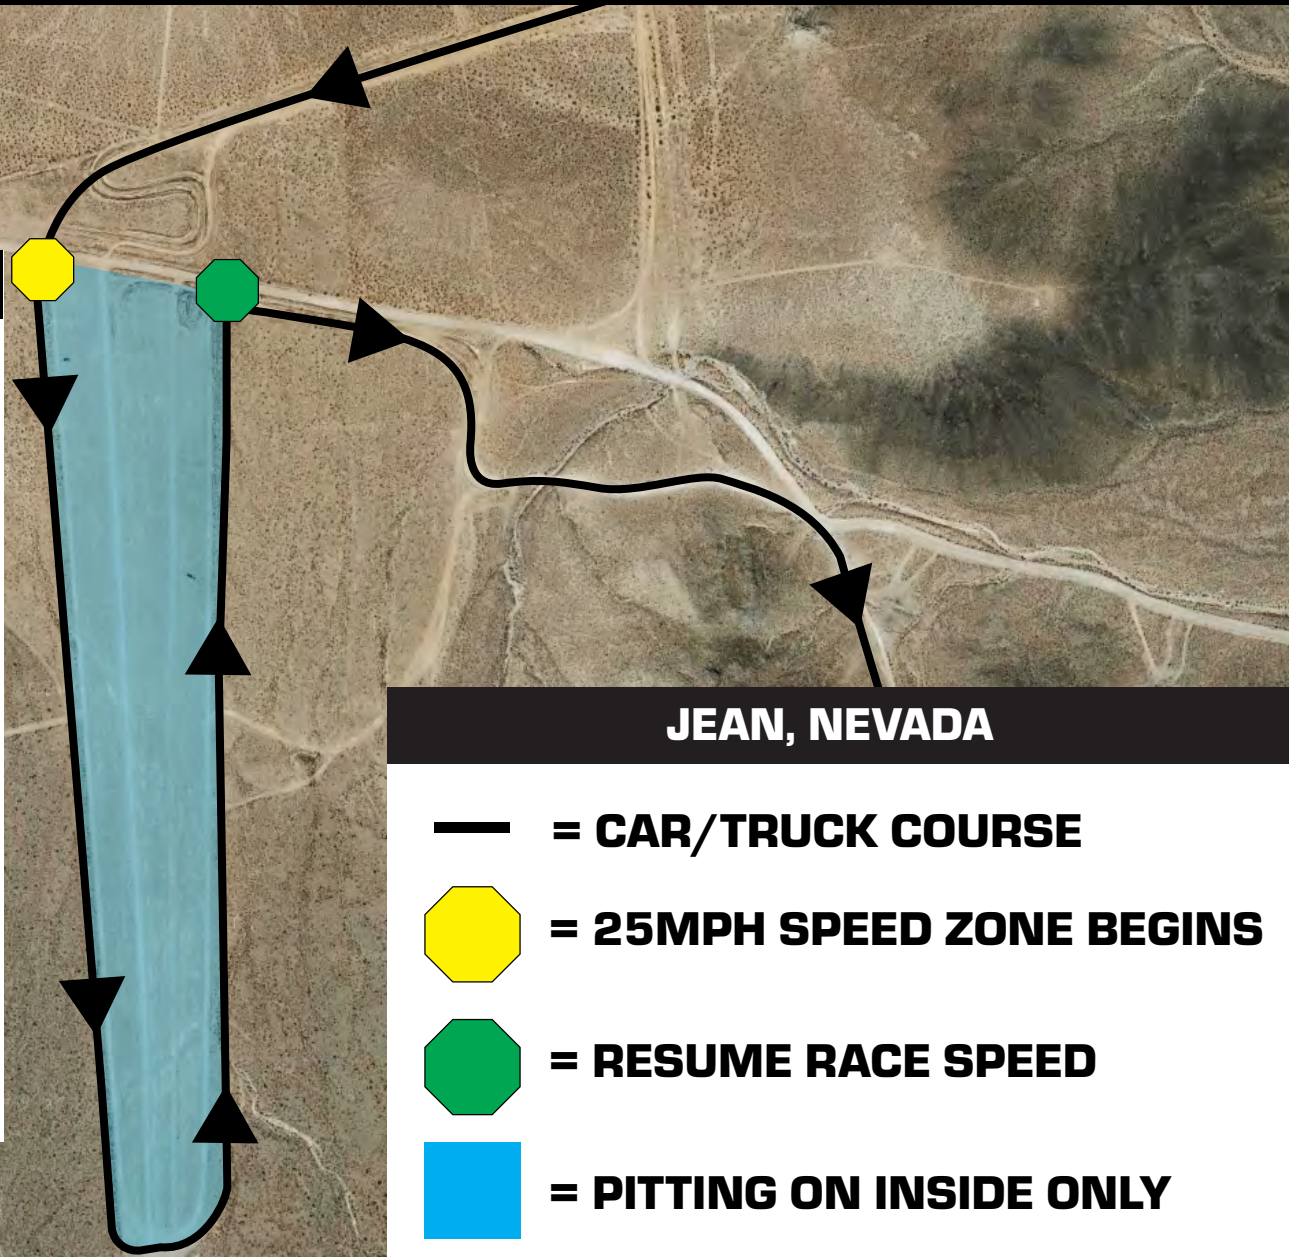 JEAN, NEVADA
= CAR/TRUCK COURSE
= 25MPH SPEED ZONE BEGINS
= RESUME RACE SPEED
= PITTING ON INSIDE ONLY